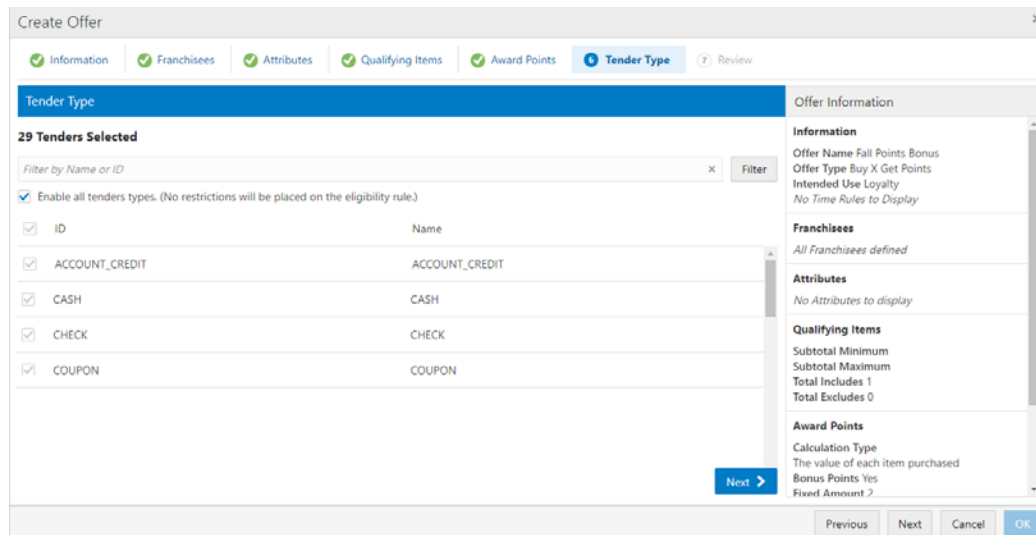 Create Offer
Information Franchisees Attributes Qualifying Items Award Points 6 Tender Type 7 Review
Tender Type
29 Tenders Selected
Filter by Name or ID × Filter
Enable all tenders types. (No restrictions will be placed on the eligibility rule.)
ID Name
ACCOUNT_CREDIT ACCOUNT_CREDIT
CASH CASH
CHECK CHECK
COUPON COUPON
Next
Offer Information
Information
Offer Name Fall Points Bonus
Offer Type Buy X Get Points
Intended Use Loyalty
No Time Rules to Display
Franchisees
All Franchisees defined
Attributes
No Attributes to display
Qualifying Items
Subtotal Minimum
Subtotal Maximum
Total Includes 1
Total Excludes 0
Award Points
Calculation Type
The value of each item purchased
Bonus Points Yes
Fixed Amount 2
Previous Next Cancel OK